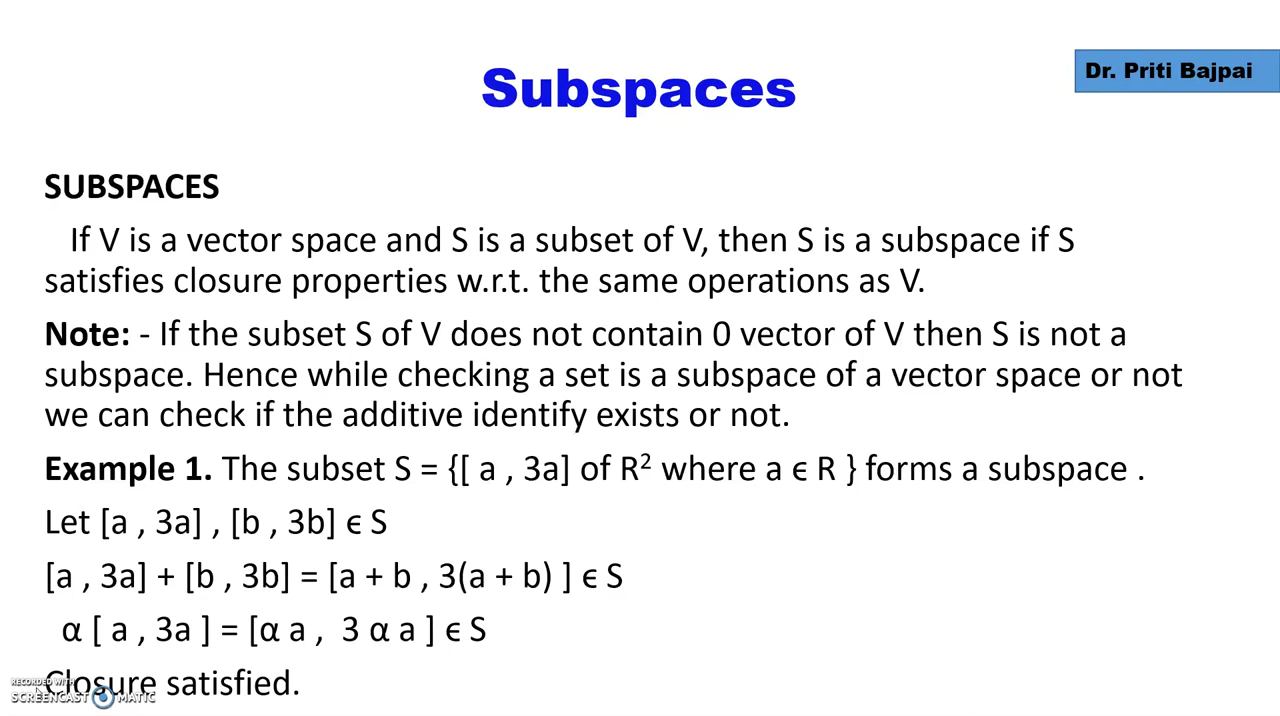 Subspaces
Dr. Priti Bajpai
SUBSPACES
If V is a vector space and S is a subset of V, then S is a subspace if S
satisfies closure properties w.r.t. the same operations as V.
Note: - If the subset S of V does not contain 0 vector of V then S is not a
subspace. Hence while checking a set is a subspace of a vector space or not
we can check if the additive identify exists or not.
Example 1. The subset S = {[ a , 3a] of R² where a ϵ R } forms a subspace .
Let [a , 3a] , [b , 3b] ϵ S
[a , 3a] + [b , 3b] = [a + b , 3(a + b) ] ϵ S
α [ a , 3a ] = [α a , 3 α a ] ϵ S
Closure satisfied.
RECORDED WITH
SCREENCAST MATIC